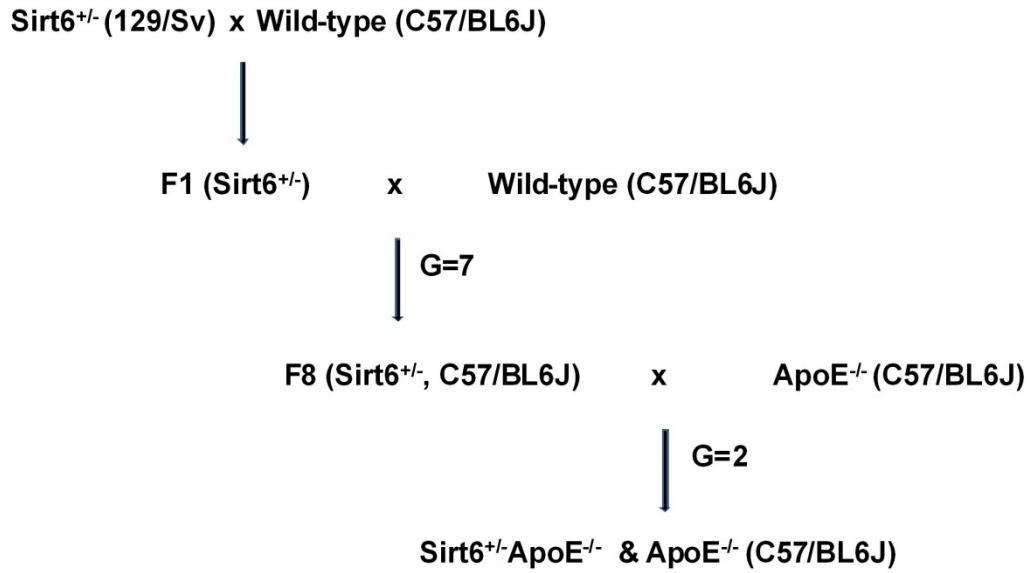 Sirt6+/- (129/Sv) x Wild-type (C57/BL6J)
F1 (Sirt6+/-) x Wild-type (C57/BL6J)
G=7
F8 (Sirt6+/-, C57/BL6J) x ApoE-/- (C57/BL6J)
G=2
Sirt6+/-ApoE-/- & ApoE-/- (C57/BL6J)